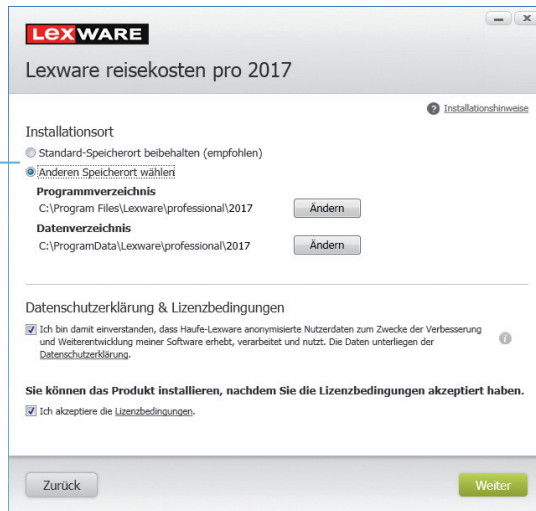 LEXWARE
Lexware reisekosten pro 2017
Installationshinweise
Installationsort
Standard-Speicherort beibehalten (empfohlen)
Anderen Speicherort wählen
Programmverzeichnis
C:\Program Files\Lexware\professional\2017 Ändern
Datenverzeichnis
C:\ProgramData\Lexware\professional\2017 Ändern
Datenschutzerklärung & Lizenzbedingungen
Ich bin damit einverstanden, dass Haufe-Lexware anonymisierte Nutzerdaten zum Zwecke der Verbesserung
und Weiterentwicklung meiner Software erhebt, verarbeitet und nutzt. Die Daten unterliegen der
Datenschutzerklärung.
Sie können das Produkt installieren, nachdem Sie die Lizenzbedingungen akzeptiert haben.
Ich akzeptiere die Lizenzbedingungen.
Zurück Weiter